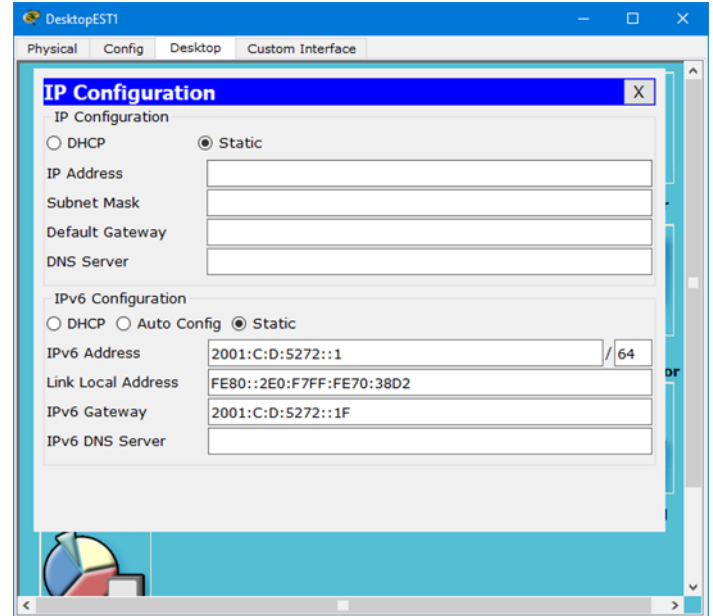 DesktopEST1
Physical Config Desktop Custom Interface
IP Configuration X
IP Configuration
DHCP Static
IP Address
Subnet Mask
Default Gateway
DNS Server
IPv6 Configuration
DHCP Auto Config Static
IPv6 Address 2001:C:D:5272::1 / 64
Link Local Address FE80::2E0:F7FF:FE70:38D2
IPv6 Gateway 2001:C:D:5272::1F
IPv6 DNS Server
or